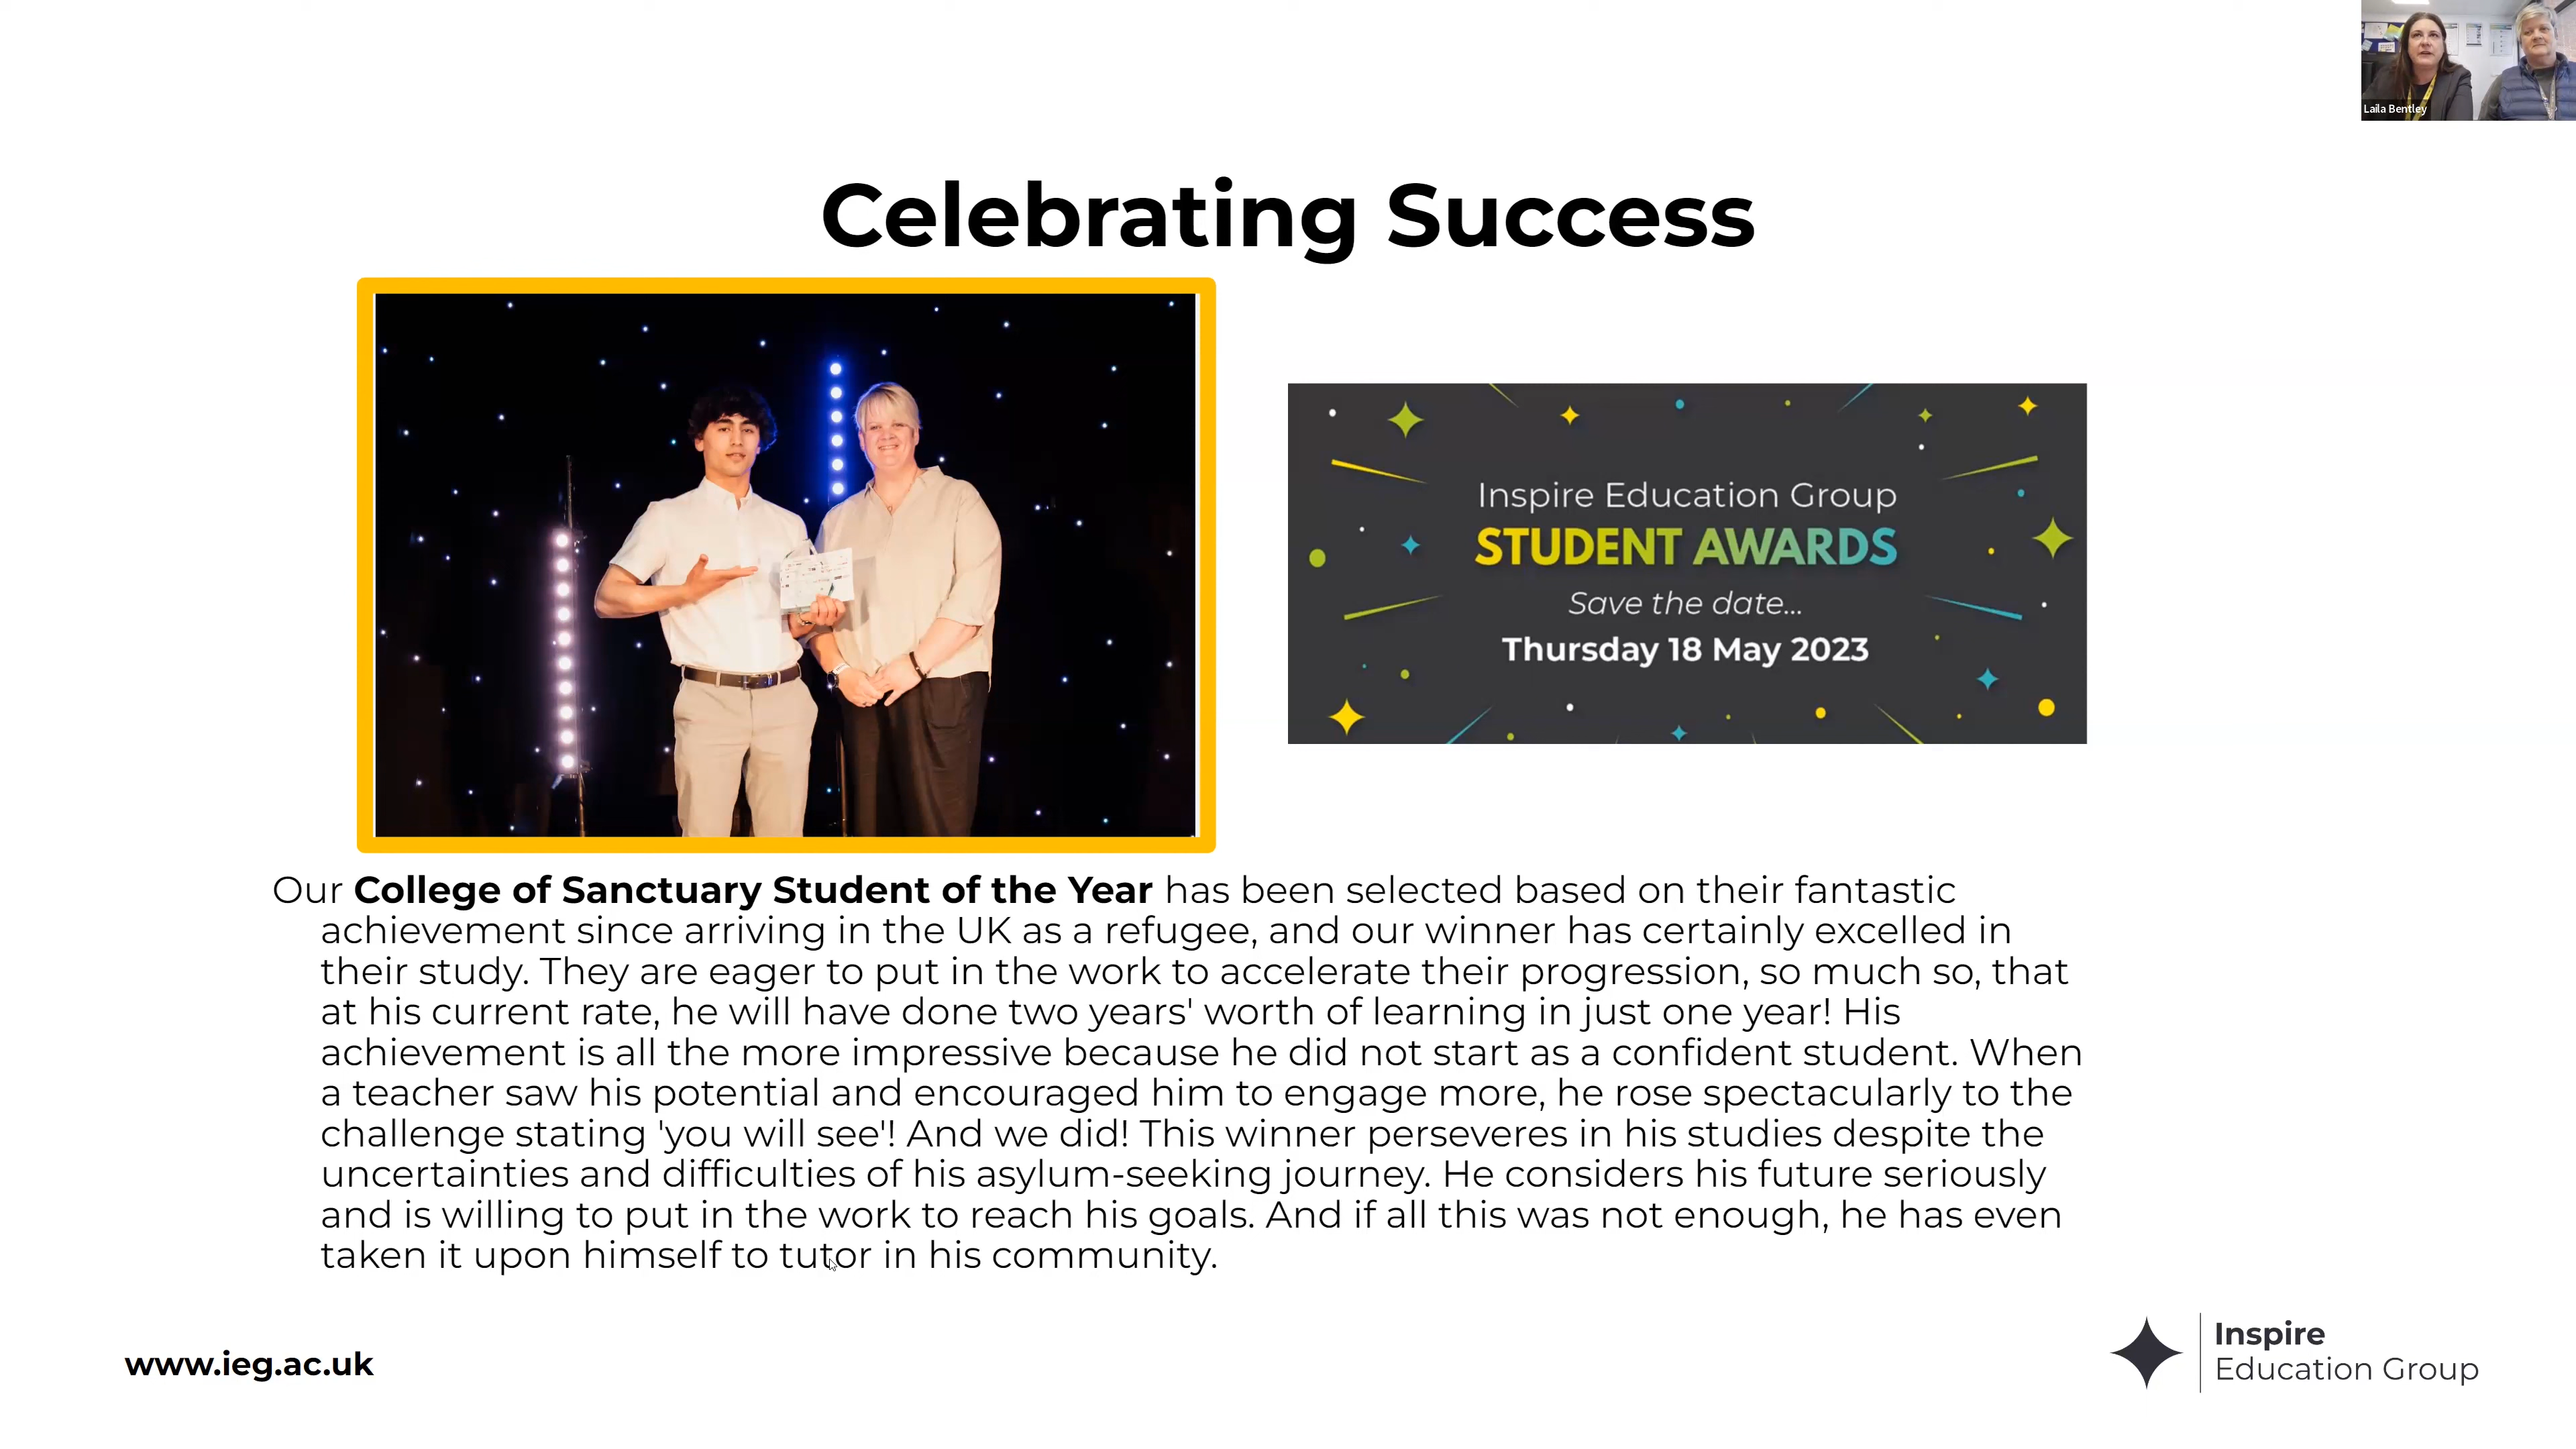 Laila Bentley
Celebrating Success
Inspire Education Group
STUDENT AWARDS
Save the date...
Thursday 18 May 2023
Our College of Sanctuary Student of the Year has been selected based on their fantastic
achievement since arriving in the UK as a refugee, and our winner has certainly excelled in
their study. They are eager to put in the work to accelerate their progression, so much so, that
at his current rate, he will have done two years' worth of learning in just one year! His
achievement is all the more impressive because he did not start as a confident student. When
a teacher saw his potential and encouraged him to engage more, he rose spectacularly to the
challenge stating 'you will see'! And we did! This winner perseveres in his studies despite the
uncertainties and difficulties of his asylum-seeking journey. He considers his future seriously
and is willing to put in the work to reach his goals. And if all this was not enough, he has even
taken it upon himself to tutor in his community.
www.ieg.ac.uk
Inspire
Education Group